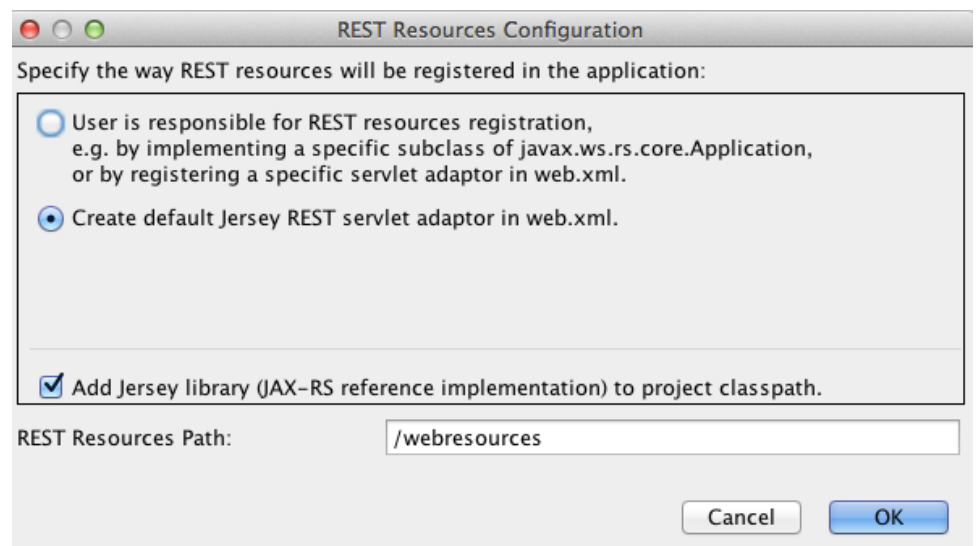 REST Resources Configuration
Specify the way REST resources will be registered in the application:
User is responsible for REST resources registration,
e.g. by implementing a specific subclass of javax.ws.rs.core.Application,
or by registering a specific servlet adaptor in web.xml.
Create default Jersey REST servlet adaptor in web.xml.
Add Jersey library (JAX-RS reference implementation) to project classpath.
REST Resources Path: /webresources
Cancel OK